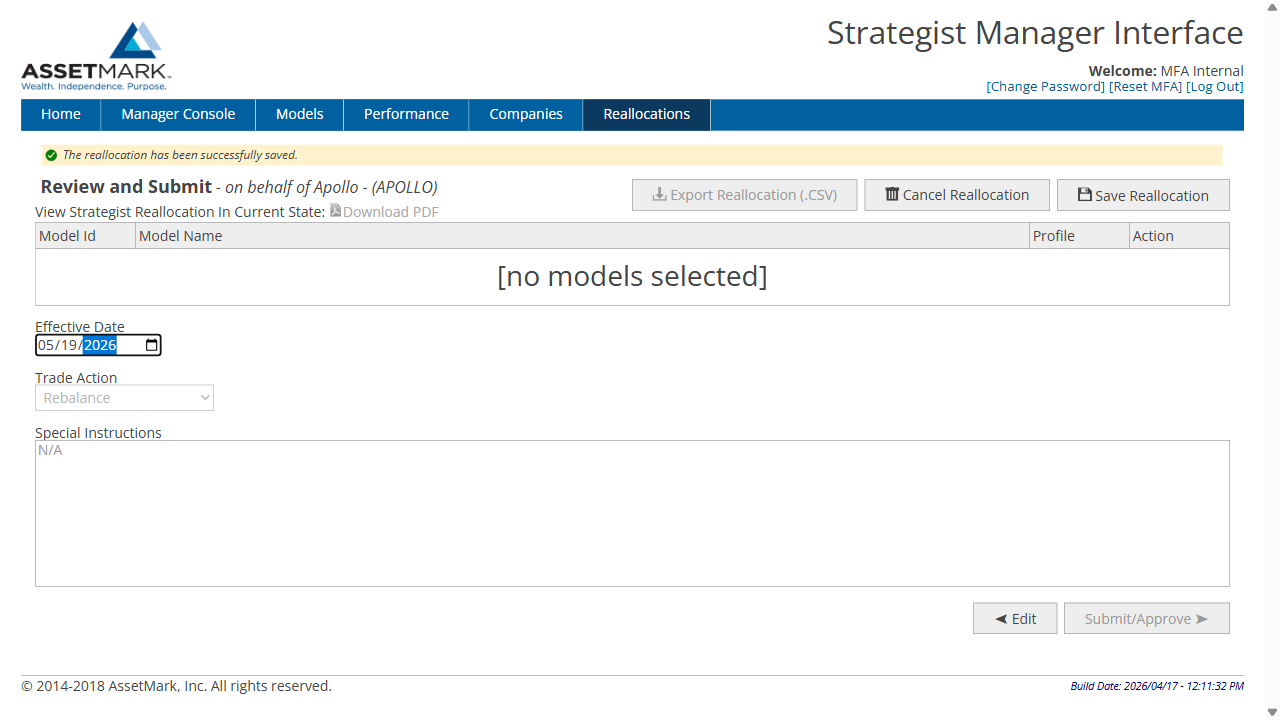 ASSETMARK™
Wealth. Independence. Purpose.
Strategist Manager Interface
Welcome: MFA Internal
[Change Password] [Reset MFA] [Log Out]
Home Manager Console Models Performance Companies Reallocations
The reallocation has been successfully saved.
Review and Submit - on behalf of Apollo - (APOLLO)
Export Reallocation (.CSV) Cancel Reallocation Save Reallocation
View Strategist Reallocation In Current State: Download PDF
Model Id Model Name Profile Action
[no models selected]
Effective Date
05/19/2026
Trade Action
Rebalance
Special Instructions
N/A
Edit Submit/Approve
© 2014-2018 AssetMark, Inc. All rights reserved.
Build Date: 2026/04/17 - 12:11:32 PM